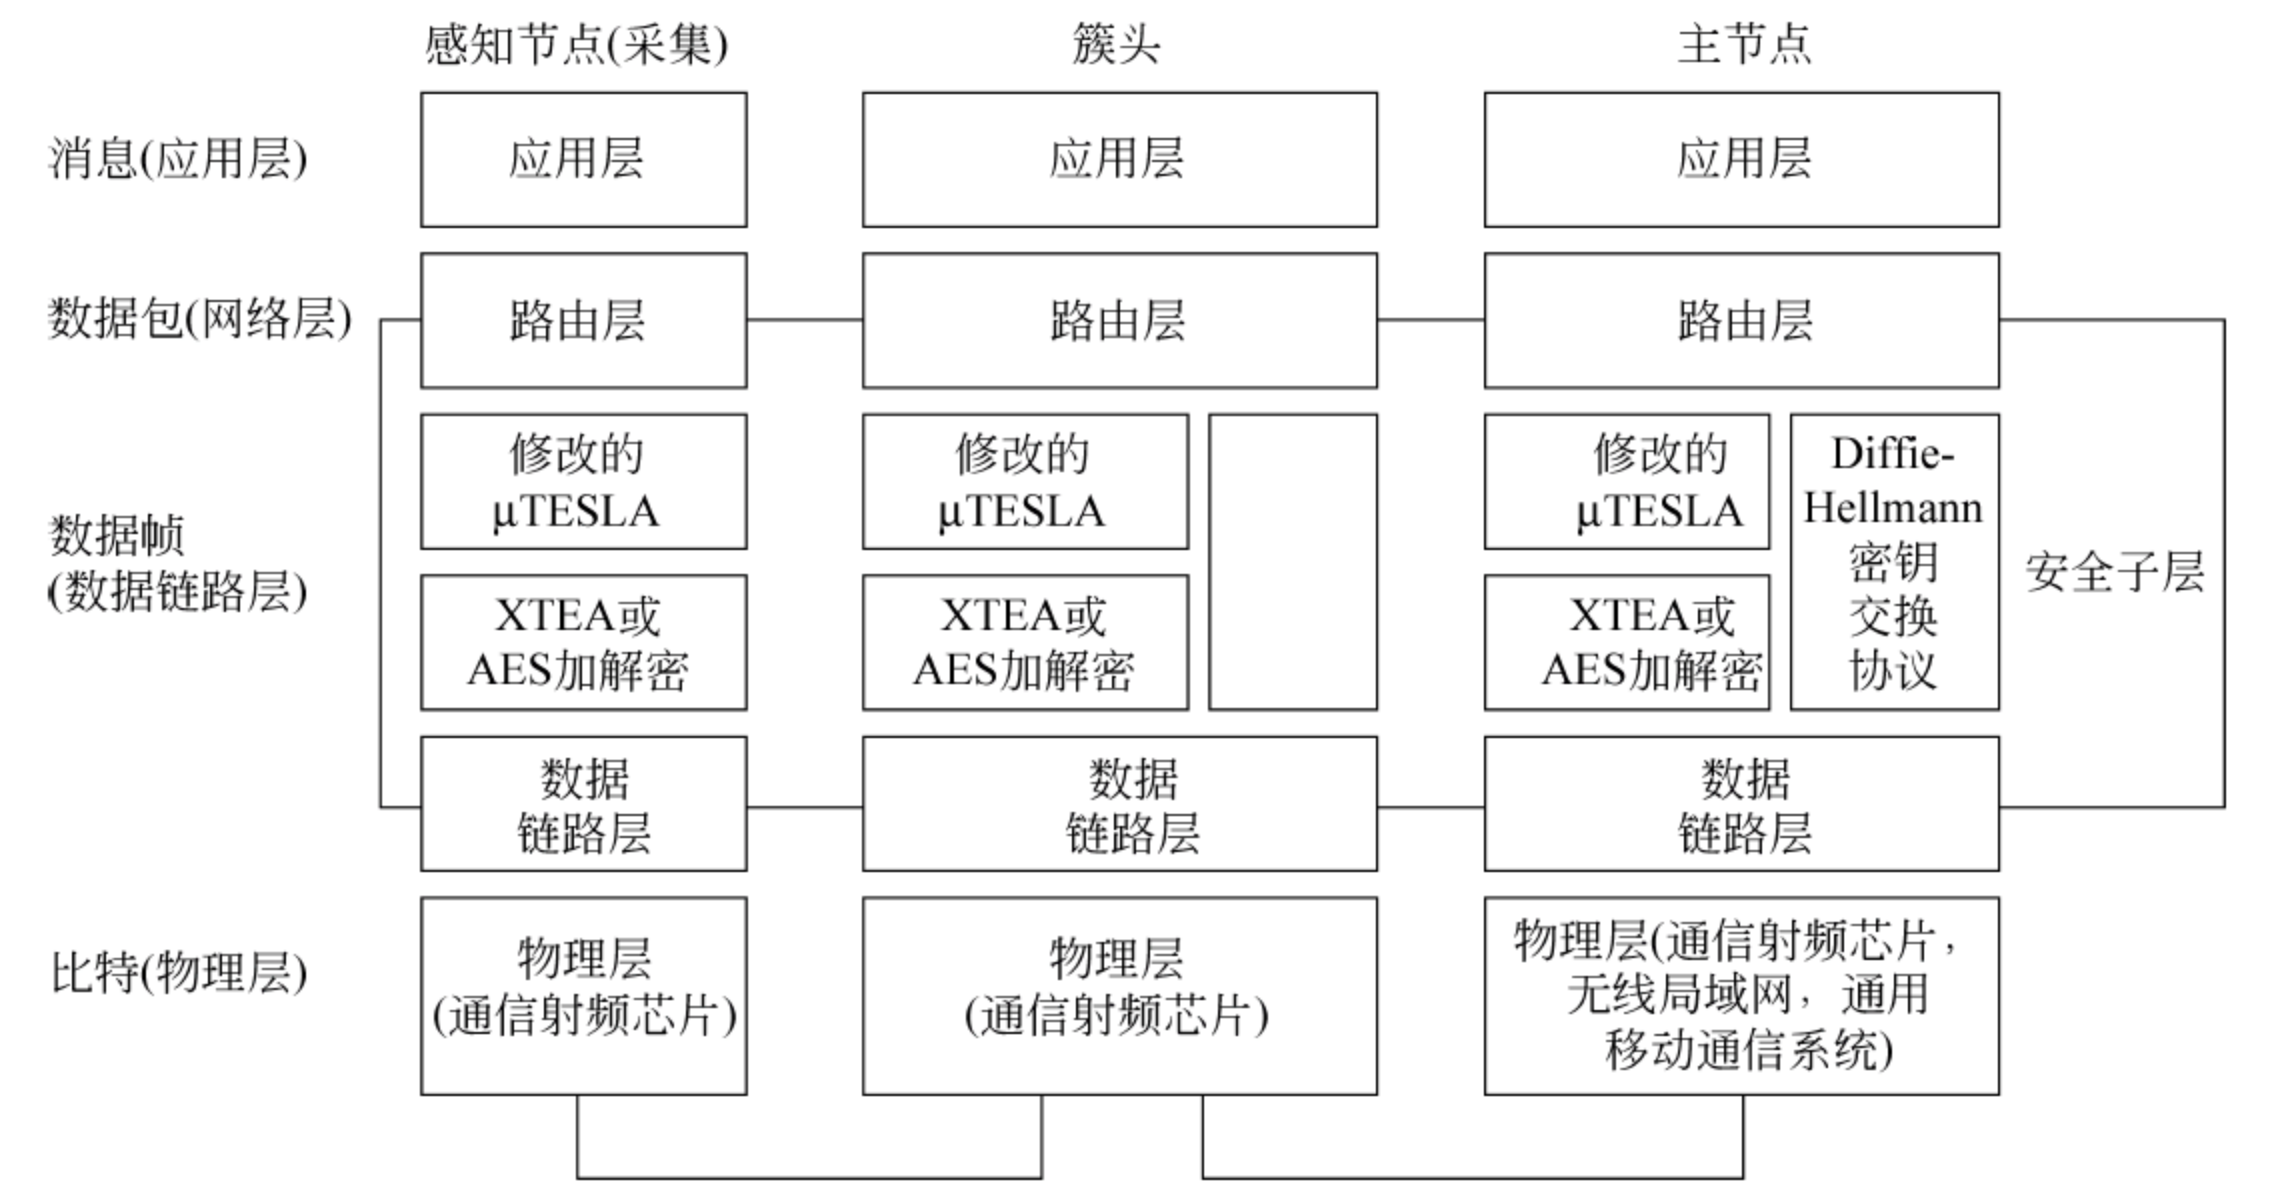 感知节点(采集)
簇头
主节点
消息(应用层)
应用层
应用层
应用层
数据包(网络层)
路由层
路由层
路由层
数据帧
(数据链路层)
修改的
μTESLA
修改的
μTESLA
修改的
μTESLA
Diffie-
Hellmann
密钥
交换
协议
安全子层
XTEA或
AES加解密
XTEA或
AES加解密
XTEA或
AES加解密
数据
链路层
数据
链路层
数据
链路层
比特(物理层)
物理层
(通信射频芯片)
物理层
(通信射频芯片)
物理层(通信射频芯片，
无线局域网，通用
移动通信系统)